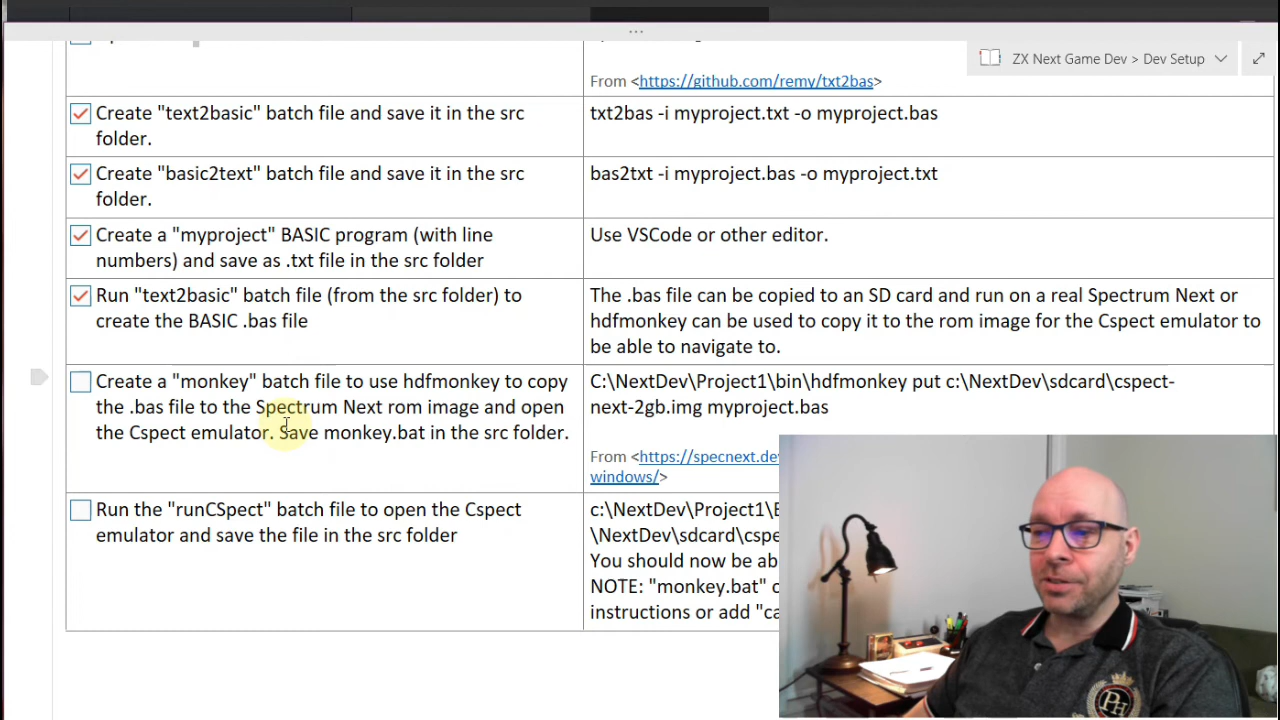 ZX Next Game Dev > Dev Setup
From <https://github.com/remy/txt2bas>
Create "text2basic" batch file and save it in the src
folder.
txt2bas -i myproject.txt -o myproject.bas
Create "basic2text" batch file and save it in the src
folder.
bas2txt -i myproject.bas -o myproject.txt
Create a "myproject" BASIC program (with line
numbers) and save as .txt file in the src folder
Use VSCode or other editor.
Run "text2basic" batch file (from the src folder) to
create the BASIC .bas file
The .bas file can be copied to an SD card and run on a real Spectrum Next or
hdfmonkey can be used to copy it to the rom image for the Cspect emulator to
be able to navigate to.
Create a "monkey" batch file to use hdfmonkey to copy
the .bas file to the Spectrum Next rom image and open
the Cspect emulator. Save monkey.bat in the src folder.
C:\NextDev\Project1\bin\hdfmonkey put c:\NextDev\sdcard\cspect-
next-2gb.img myproject.bas
From <https://specnext.de
windows/>
Run the "runCSpect" batch file to open the Cspect
emulator and save the file in the src folder
c:\NextDev\Project1\
\NextDev\sdcard\cspe
You should now be ab
NOTE: "monkey.bat"
instructions or add "ca
PH